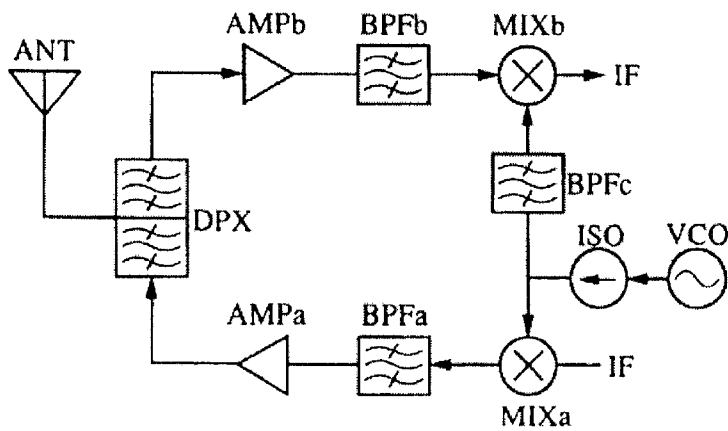 ANT
AMPb
BPFb
MIXb
IF
BPFc
DPX
ISO
VCO
AMPa
BPFa
IF
MIXa